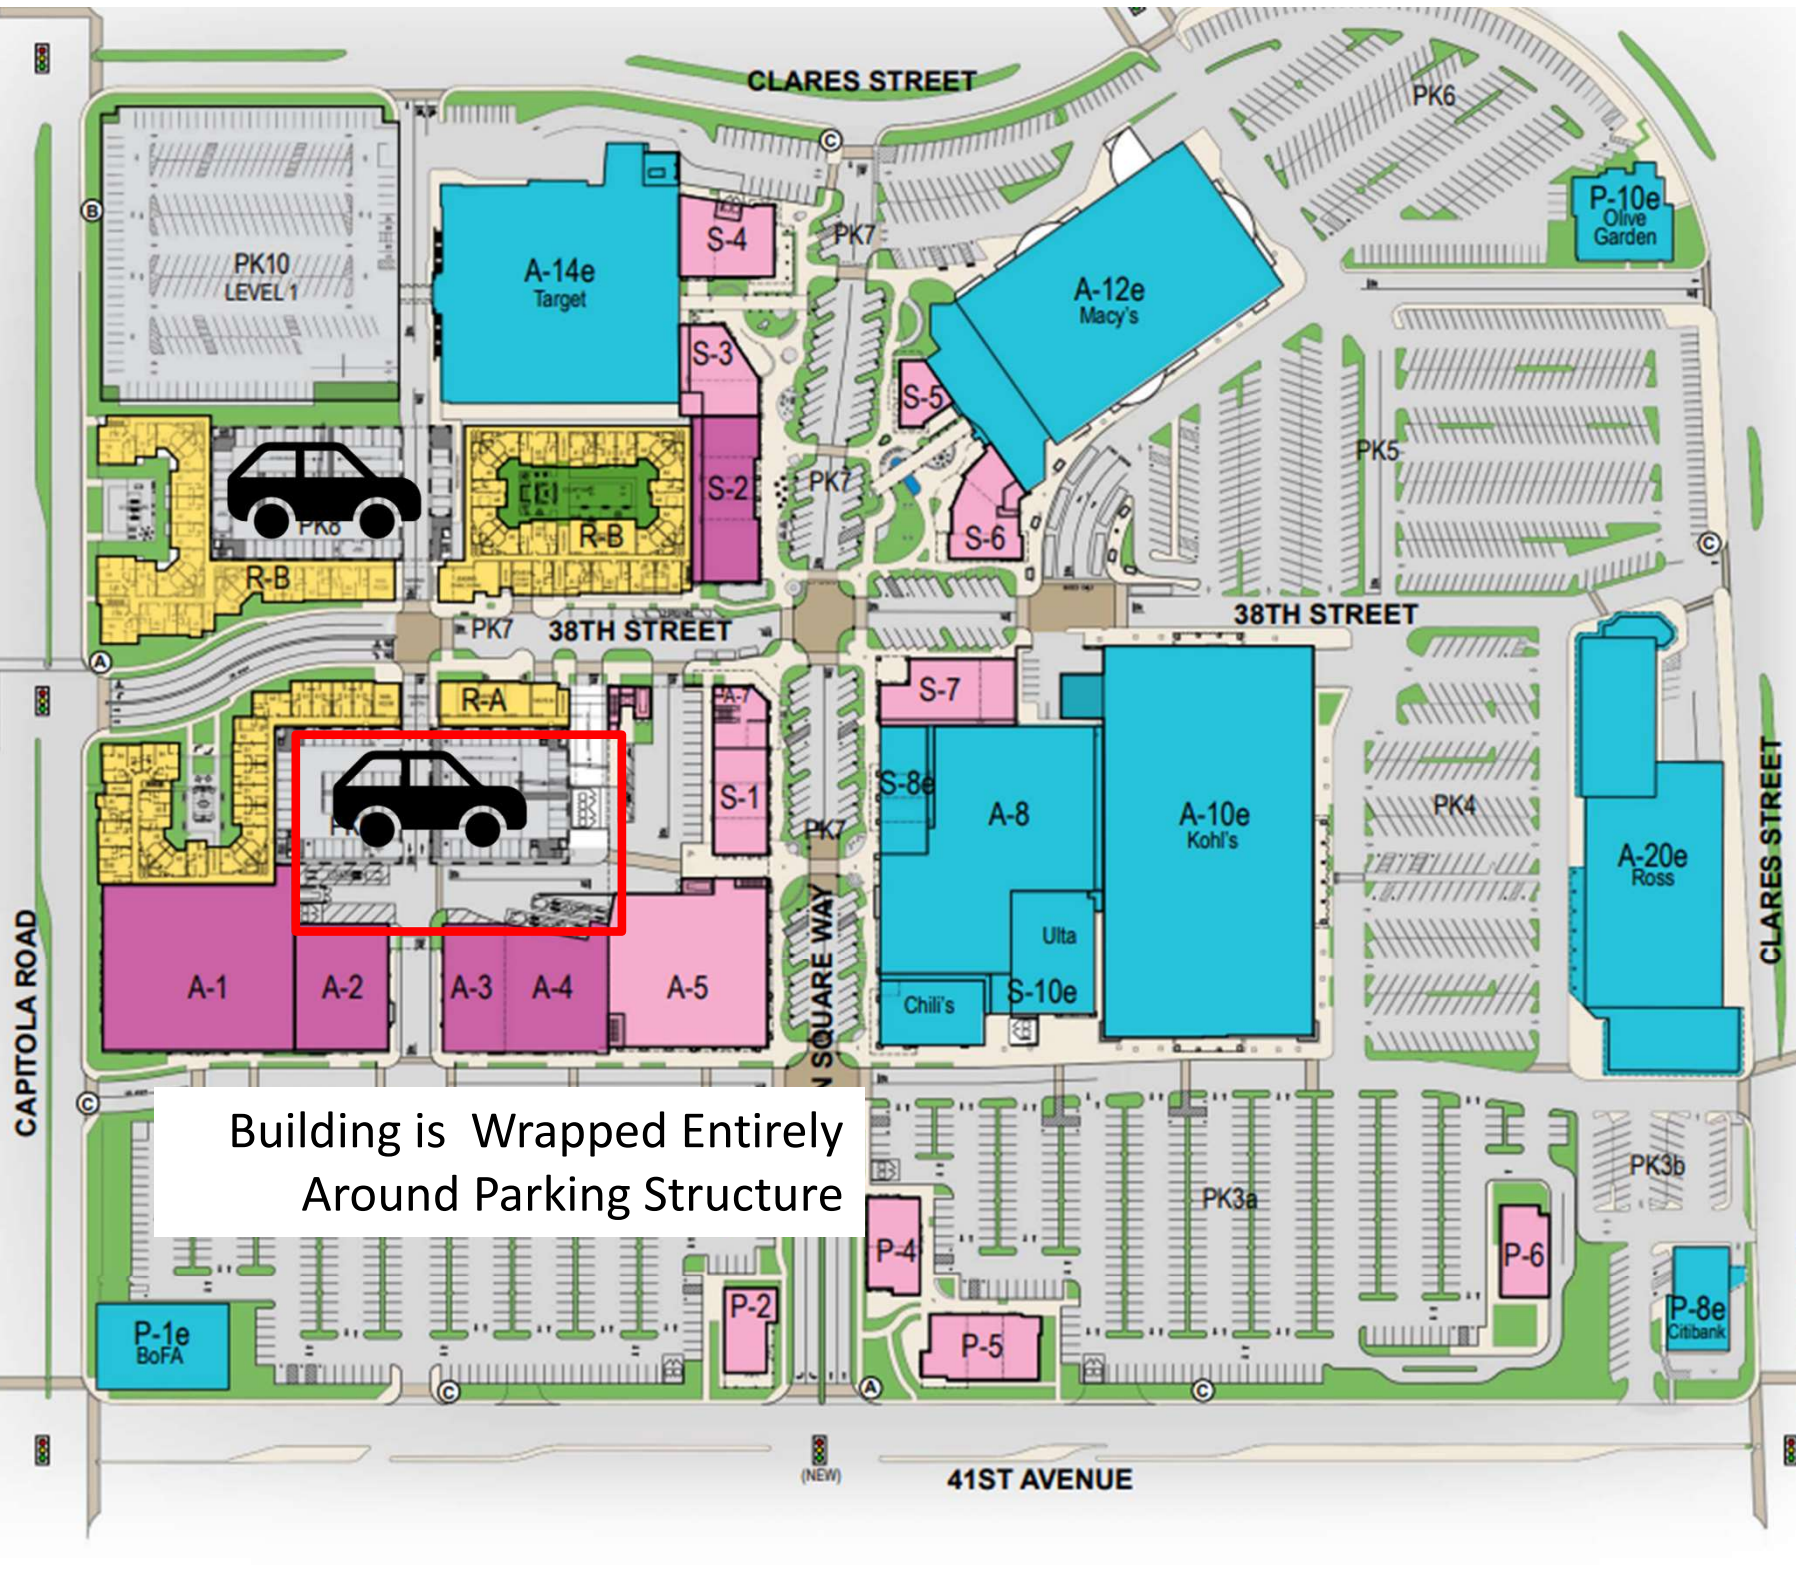 CLARES STREET
PK6
C
B
P-10e
Olive
Garden
S-4
PK7
PK10
LEVEL 1
A-14e
Target
A-12e
Macy's
S-3
S-5
PK5
PK7
S-2
PK8
R-B
S-6
C
R-B
38TH STREET
38TH STREET
PK7
A
S-7
R-A
A-7
S-8e
S-1
A-8
A-10e
Kohl's
PK4
PK7
A-20e
Ross
CLARES STREET
Ulta
A-1
A-2
A-3
A-4
A-5
S-10e
Chili's
CAPITOLA ROAD
N SQUARE WAY
C
Building is Wrapped Entirely
Around Parking Structure
PK3b
PK3a
P-4
P-6
P-2
P-8e
Citibank
P-1e
BoFA
P-5
C
A
C
(NEW)
41ST AVENUE